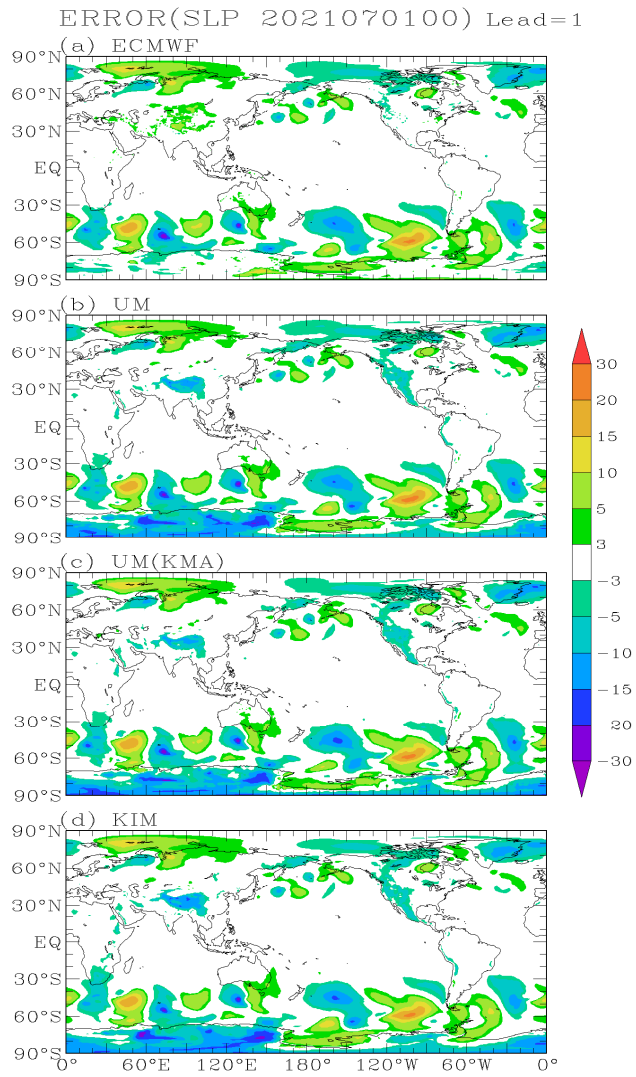 ERROR(SLP 2021070100) Lead=1
(a) ECMWF
90°N
60°N
30°N
EQ
30°S
60°S
90°S
(b) UM
90°N
60°N
30°N
EQ
30°S
60°S
90°S
(c) UM(KMA)
90°N
60°N
30°N
EQ
30°S
60°S
90°S
(d) KIM
90°N
60°N
30°N
EQ
30°S
60°S
90°S
0° 60°E 120°E 180° 120°W 60°W 0°
30
20
15
10
5
3
-3
-5
-10
-15
-20
-30